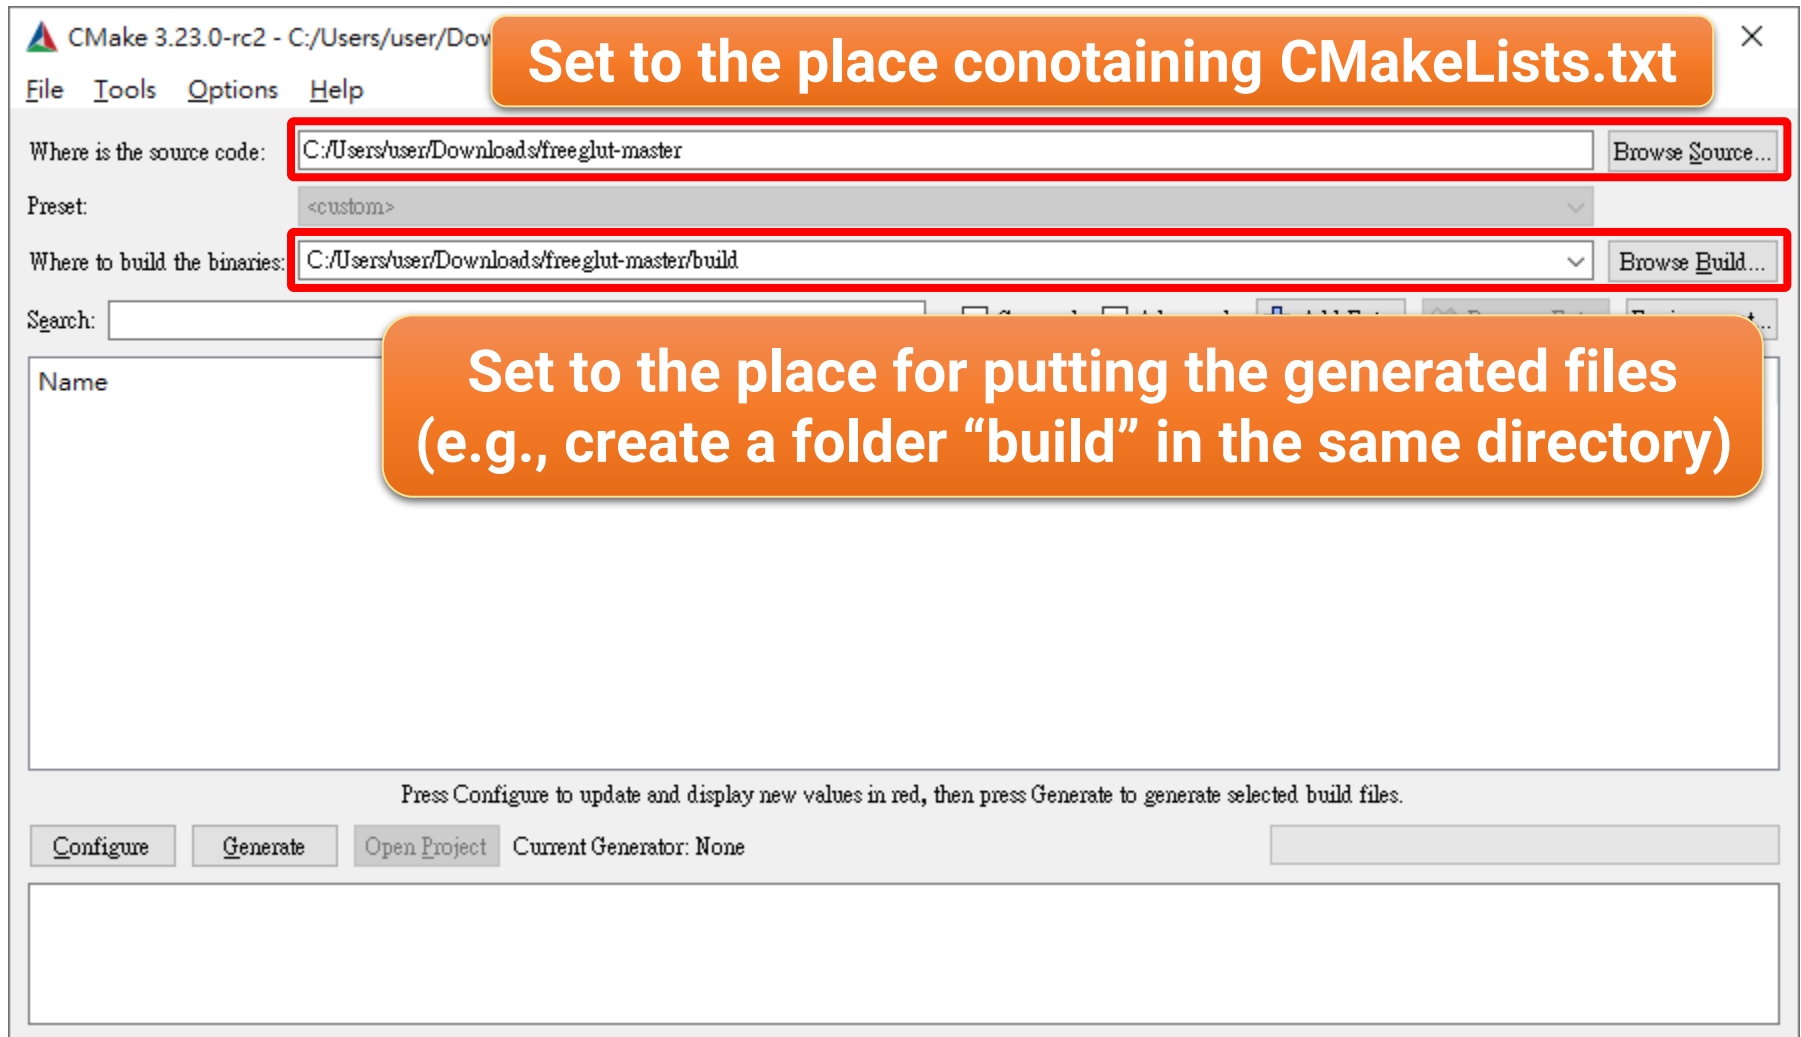 CMake 3.23.0-rc2 - C:/Users/user/Dow
Set to the place conotaining CMakeLists.txt
File Tools Options Help
Where is the source code: C:/Users/user/Downloads/freeglut-master Browse Source...
Preset: <custom>
Where to build the binaries: C:/Users/user/Downloads/freeglut-master/build Browse Build...
Search:
Name
Set to the place for putting the generated files
(e.g., create a folder “build” in the same directory)
Press Configure to update and display new values in red, then press Generate to generate selected build files.
Configure Generate Open Project Current Generator: None